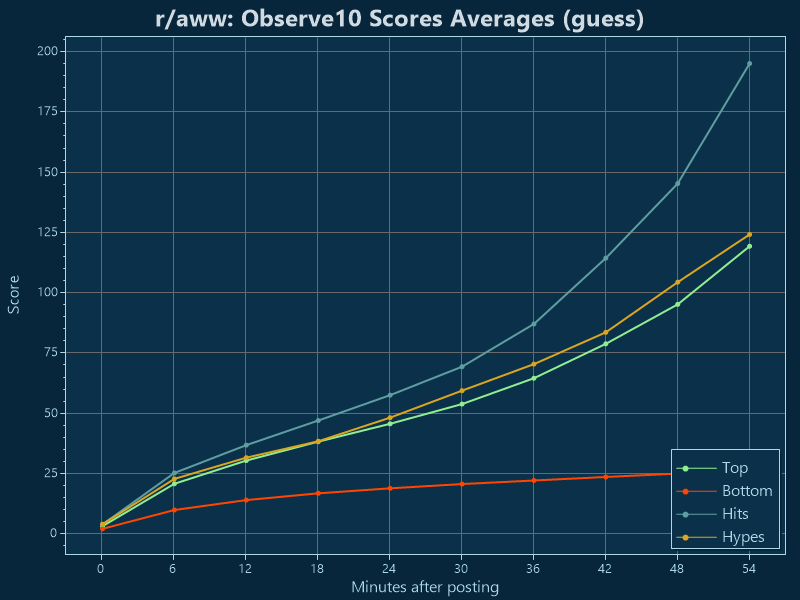 r/aww: Observe10 Scores Averages (guess)
200
175
150
125
100
75
50
25
0
Score
0 6 12 18 24 30 36 42 48 54
Minutes after posting
Top
Bottom
Hits
Hypes